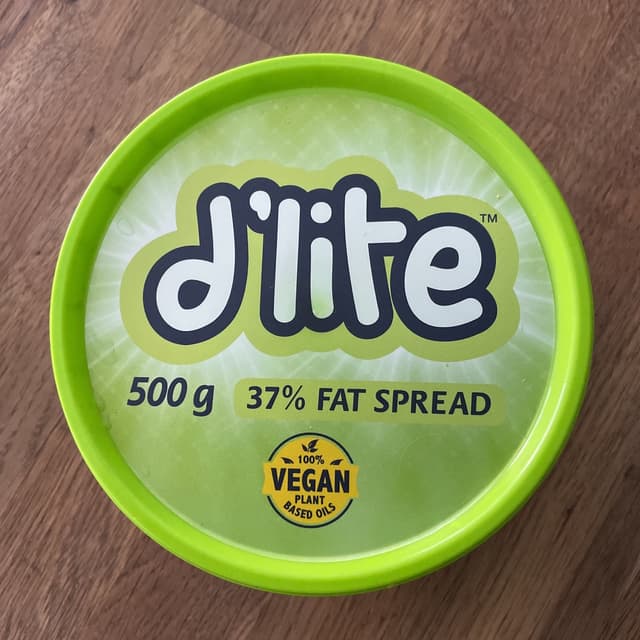 d'lite™
500 g 37% FAT SPREAD
100%
VEGAN
PLANT
BASED OILS